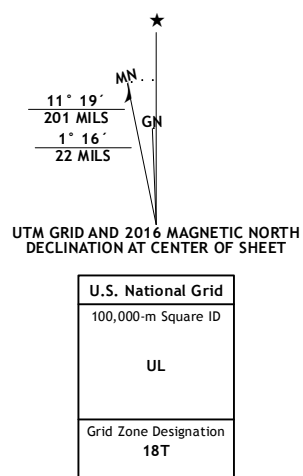 ★
MN
GN
11° 19´
201 MILS
1° 16´
22 MILS
UTM GRID AND 2016 MAGNETIC NORTH
DECLINATION AT CENTER OF SHEET
U.S. National Grid
100,000-m Square ID
UL
Grid Zone Designation
18T